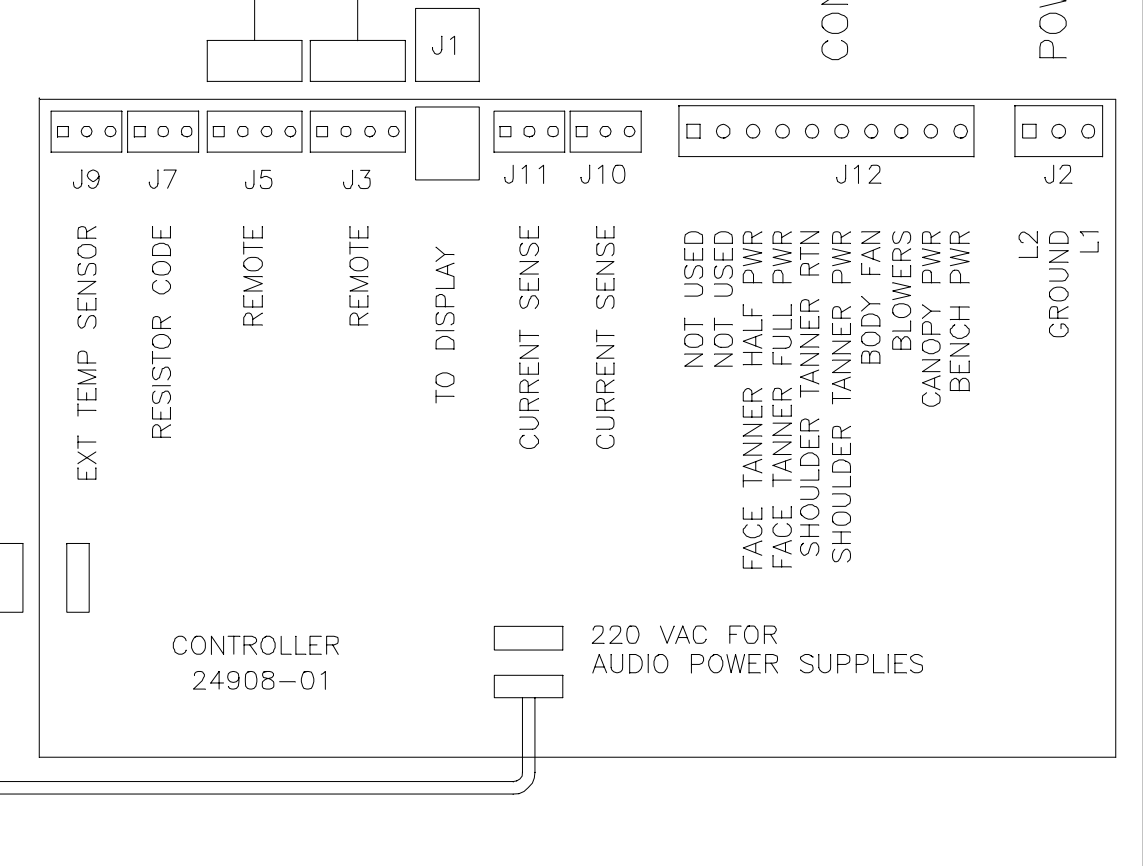 J1
J9
J7
J5
J3
J11
J10
J12
J2
EXT TEMP SENSOR
RESISTOR CODE
REMOTE
REMOTE
TO DISPLAY
CURRENT SENSE
CURRENT SENSE
NOT USED
NOT USED
FACE TANNER HALF PWR
FACE TANNER FULL PWR
SHOULDER TANNER RTN
SHOULDER TANNER PWR
BODY FAN
BLOWERS
CANOPY PWR
BENCH PWR
L2
GROUND
L1
CONTROLLER
24908-01
220 VAC FOR
AUDIO POWER SUPPLIES